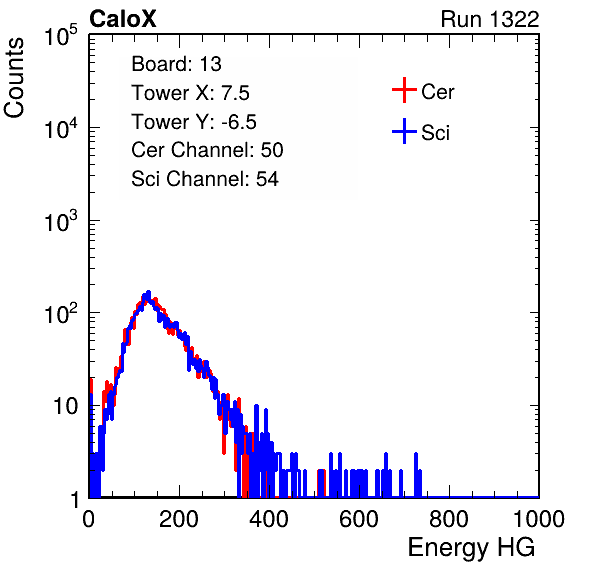 CaloX Run 1322
Counts
Board: 13
Tower X: 7.5
Tower Y: -6.5
Cer Channel: 50
Sci Channel: 54
Cer
Sci
10^5
10^4
10^3
10^2
10
1
0 200 400 600 800 1000
Energy HG